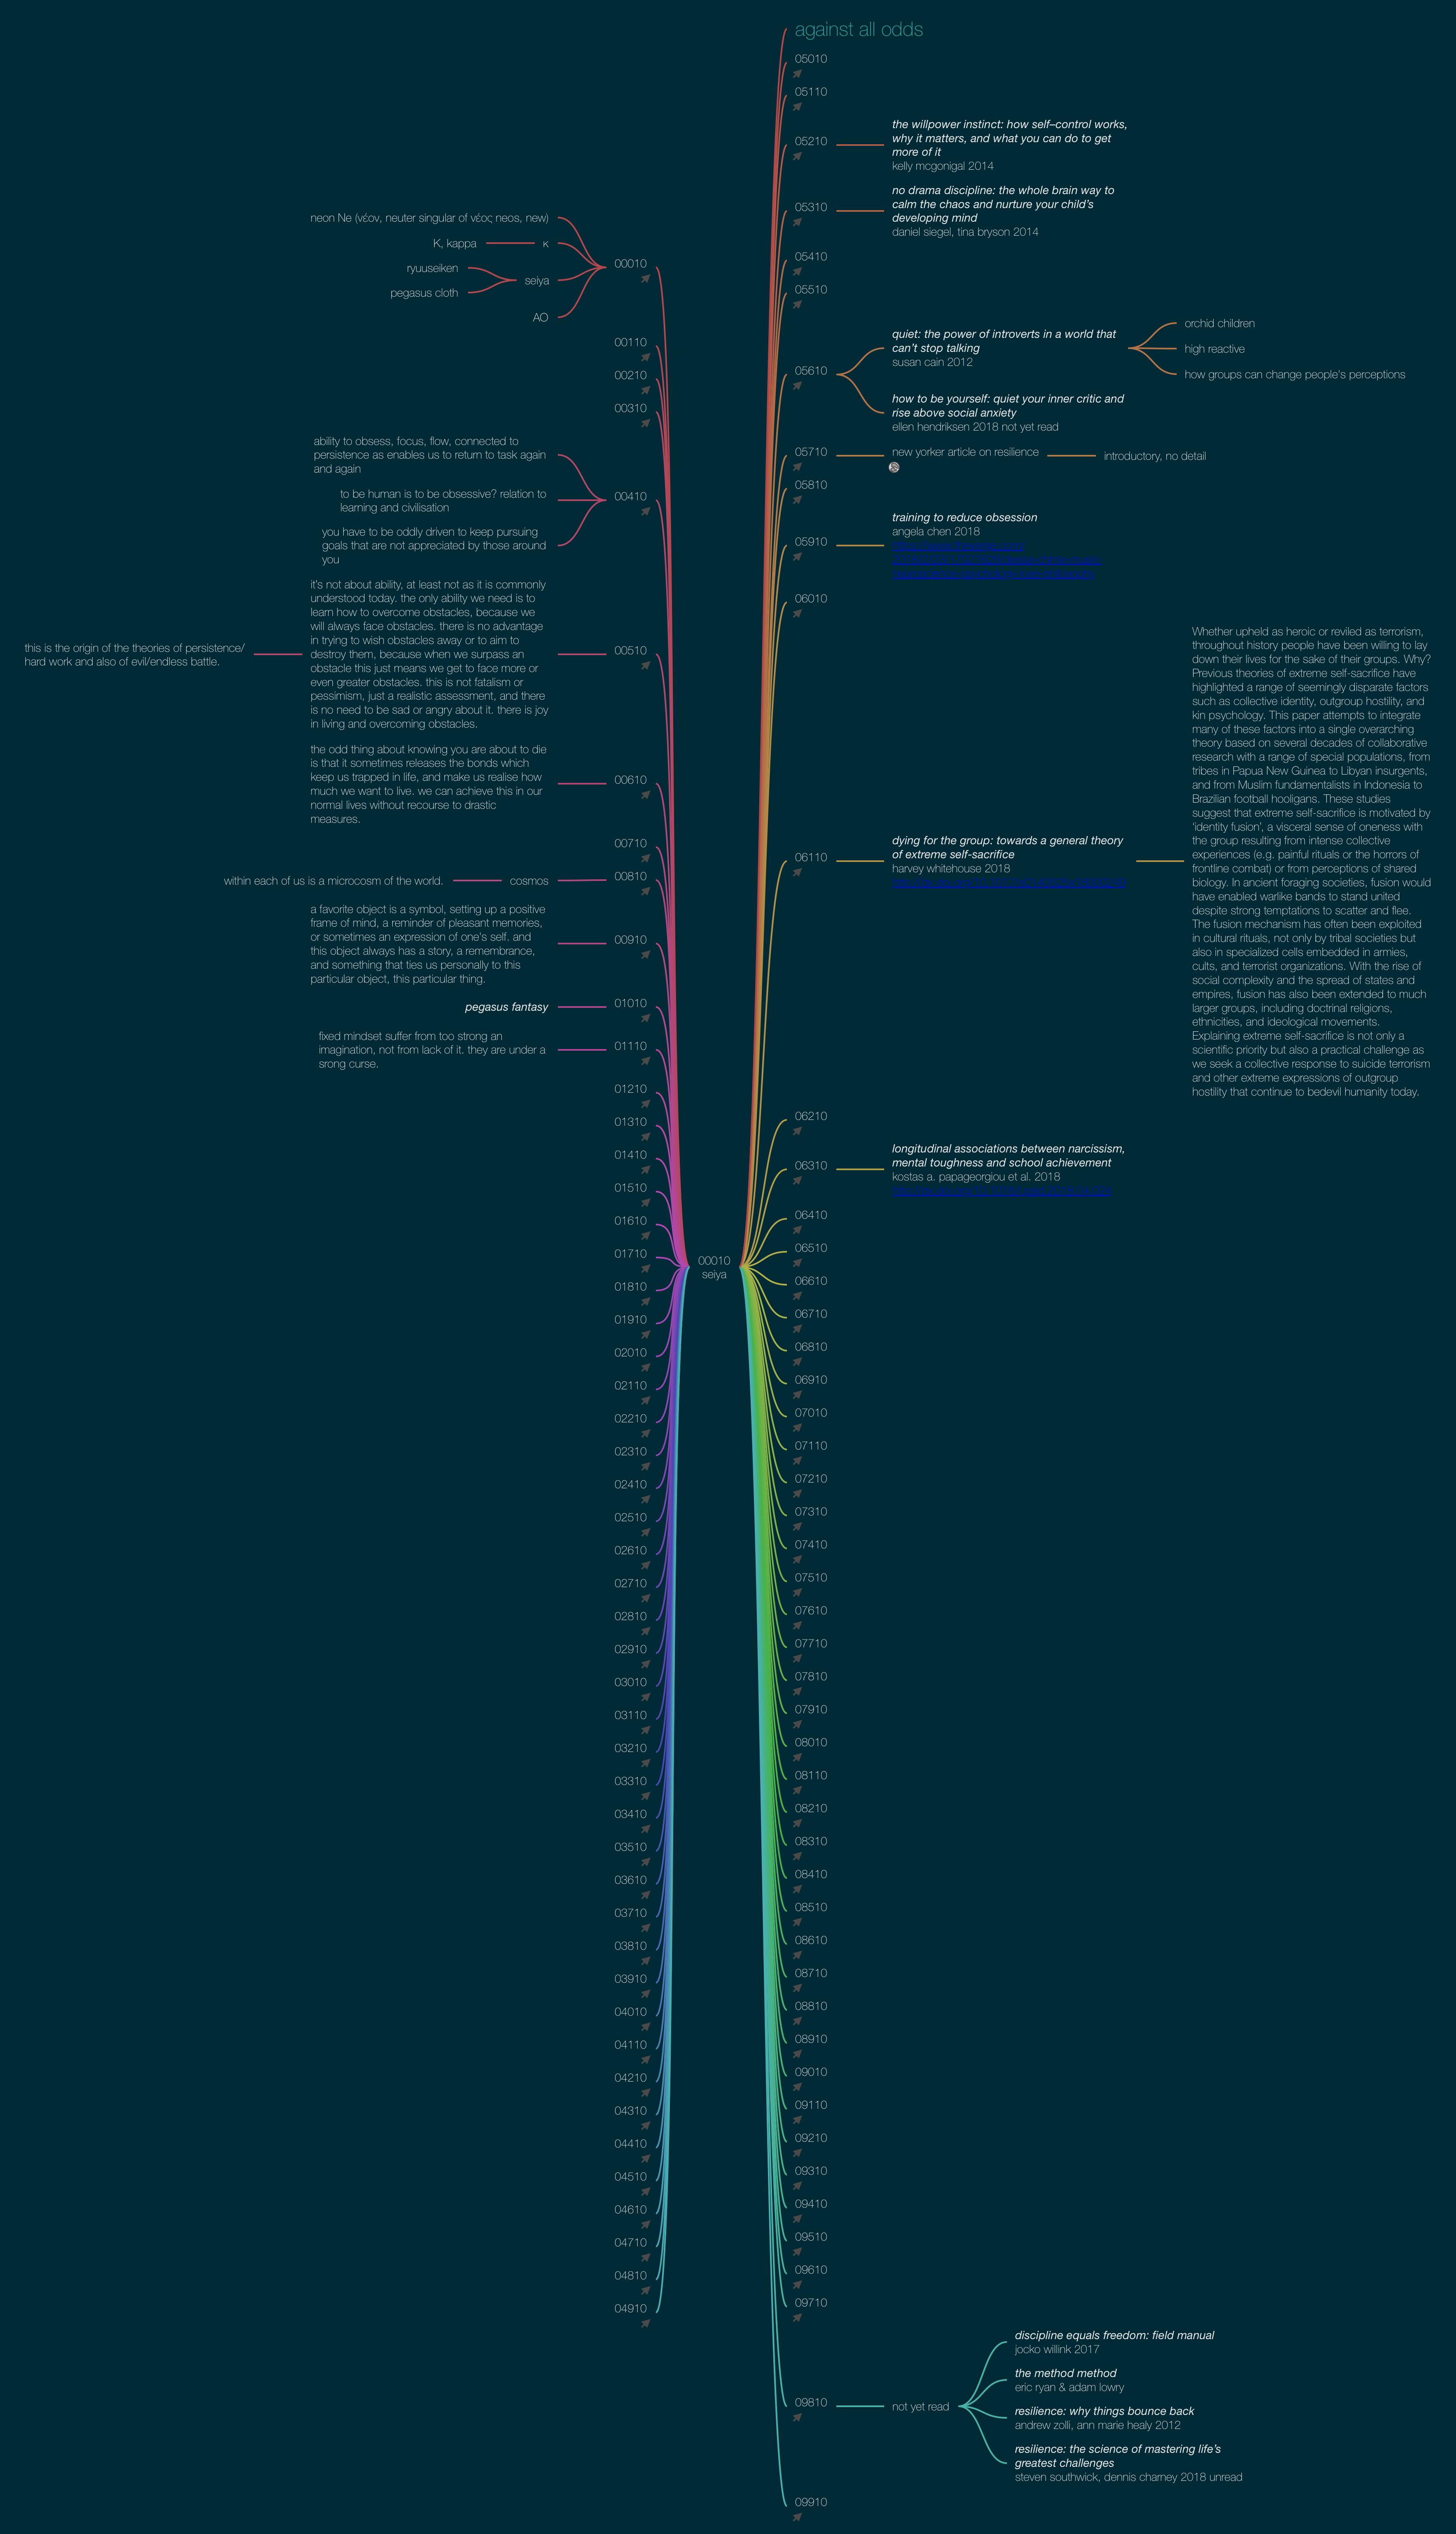 against all odds
neon Ne (νέον, neuter singular of νέος neos, new)
K, kappa
κ
ryuuseiken
pegasus cloth
seiya
AO
00010
00110
00210
00310
ability to obsess, focus, flow, connected to
persistence as enables us to return to task again
and again
to be human is to be obsessive? relation to
learning and civilisation
you have to be oddly driven to keep pursuing
goals that are not appreciated by those around
you
00410
this is the origin of the theories of persistence/
hard work and also of evil/endless battle.
it's not about ability, at least not as it is commonly
understood today. the only ability we need is to
learn how to overcome obstacles, because we
will always face obstacles. there is no advantage
in trying to wish obstacles away or to aim to
destroy them, because when we surpass an
obstacle this just means we get to face more or
even greater obstacles. this is not fatalism or
pessimism, just a realistic assessment, and there
is no need to be sad or angry about it. there is joy
in living and overcoming obstacles.
00510
the odd thing about knowing you are about to die
is that it sometimes releases the bonds which
keep us trapped in life, and make us realise how
much we want to live. we can achieve this in our
normal lives without recourse to drastic
measures.
00610
00710
within each of us is a microcosm of the world.
cosmos
00810
a favorite object is a symbol, setting up a positive
frame of mind, a reminder of pleasant memories,
or sometimes an expression of one's self. and
this object always has a story, a remembrance,
and something that ties us personally to this
particular object, this particular thing.
00910
pegasus fantasy
01010
fixed mindset suffer from too strong an
imagination, not from lack of it. they are under a
srong curse.
01110
01210
01310
01410
01510
01610
01710
01810
01910
02010
02110
02210
02310
02410
02510
02610
02710
02810
02910
03010
03110
03210
03310
03410
03510
03610
03710
03810
03910
04010
04110
04210
04310
04410
04510
04610
04710
04810
04910
00010
seiya
05010
05110
05210
the willpower instinct: how self–control works,
why it matters, and what you can do to get
more of it
kelly mcgonigal 2014
05310
no drama discipline: the whole brain way to
calm the chaos and nurture your child's
developing mind
daniel siegel, tina bryson 2014
05410
05510
05610
quiet: the power of introverts in a world that
can't stop talking
susan cain 2012
orchid children
high reactive
how groups can change people's perceptions
how to be yourself: quiet your inner critic and
rise above social anxiety
ellen hendriksen 2018 not yet read
05710
new yorker article on resilience
introductory, no detail
05810
05910
training to reduce obsession
angela chen 2018
06010
06110
dying for the group: towards a general theory
of extreme self-sacrifice
harvey whitehouse 2018
Whether upheld as heroic or reviled as terrorism,
throughout history people have been willing to lay
down their lives for the sake of their groups. Why?
Previous theories of extreme self-sacrifice have
highlighted a range of seemingly disparate factors
such as collective identity, outgroup hostility, and
kin psychology. This paper attempts to integrate
many of these factors into a single overarching
theory based on several decades of collaborative
research with a range of special populations, from
tribes in Papua New Guinea to Libyan insurgents,
and from Muslim fundamentalists in Indonesia to
Brazilian football hooligans. These studies
suggest that extreme self-sacrifice is motivated by
'identity fusion', a visceral sense of oneness with
the group resulting from intense collective
experiences (e.g. painful rituals or the horrors of
frontline combat) or from perceptions of shared
biology. In ancient foraging societies, fusion would
have enabled warlike bands to stand united
despite strong temptations to scatter and flee.
The fusion mechanism has often been exploited
in cultural rituals, not only by tribal societies but
also in specialized cells embedded in armies,
cults, and terrorist organizations. With the rise of
social complexity and the spread of states and
empires, fusion has also been extended to much
larger groups, including doctrinal religions,
ethnicities, and ideological movements.
Explaining extreme self-sacrifice is not only a
scientific priority but also a practical challenge as
we seek a collective response to suicide terrorism
and other extreme expressions of outgroup
hostility that continue to bedevil humanity today.
06210
06310
longitudinal associations between narcissism,
mental toughness and school achievement
kostas a. papageorgiou et al. 2018
06410
06510
06610
06710
06810
06910
07010
07110
07210
07310
07410
07510
07610
07710
07810
07910
08010
08110
08210
08310
08410
08510
08610
08710
08810
08910
09010
09110
09210
09310
09410
09510
09610
09710
09810
not yet read
discipline equals freedom: field manual
jocko willink 2017
the method method
eric ryan & adam lowry
resilience: why things bounce back
andrew zolli, ann marie healy 2012
resilience: the science of mastering life's
greatest challenges
steven southwick, dennis charney 2018 unread
09910